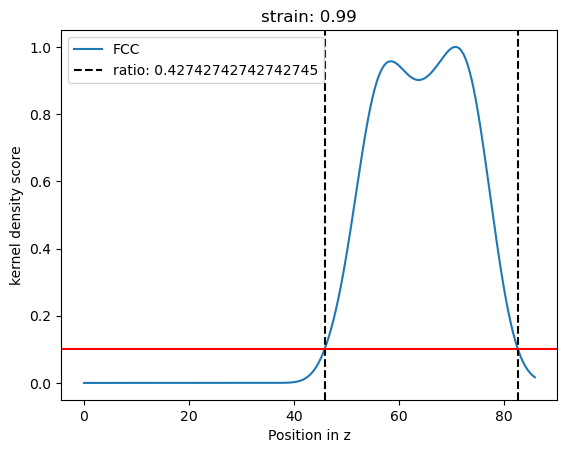 strain: 0.99
FCC
ratio: 0.42742742742742745
kernel density score
1.0
0.8
0.6
0.4
0.2
0.0
0 20 40 60 80
Position in z